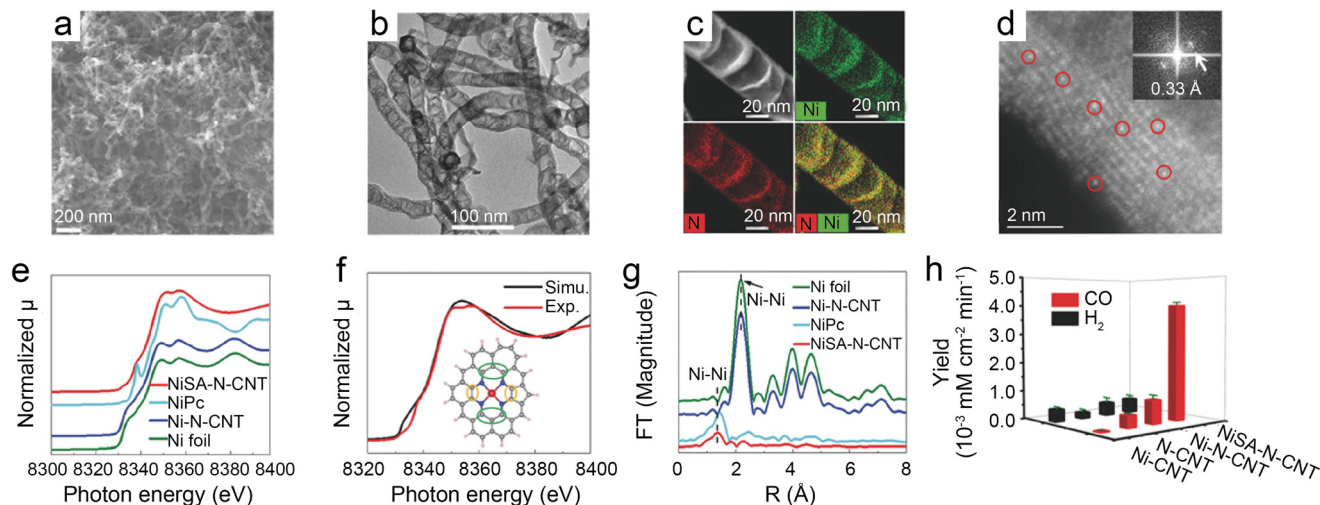 a
200 nm
b
100 nm
c
20 nm
Ni
20 nm
N
20 nm
N Ni
20 nm
d
0.33 Å
2 nm
e
Normalized μ
NiSA-N-CNT
NiPc
Ni-N-CNT
Ni foil
8300 8340 8360 8380 8400
Photon energy (eV)
f
Normalized μ
Simu.
Exp.
8320 8340 8360 8380 8400
Photon energy (eV)
g
FT (Magnitude)
Ni-Ni
Ni-Ni
Ni foil
Ni-N-CNT
NiPc
NiSA-N-CNT
0 2 4 6 8
R (Å)
h
Yield
(10⁻³ mM cm⁻² min⁻¹)
5.0
4.0
3.0
2.0
1.0
0.0
CO
H₂
Ni-CNT
N-CNT
Ni-N-CNT
NiSA-N-CNT